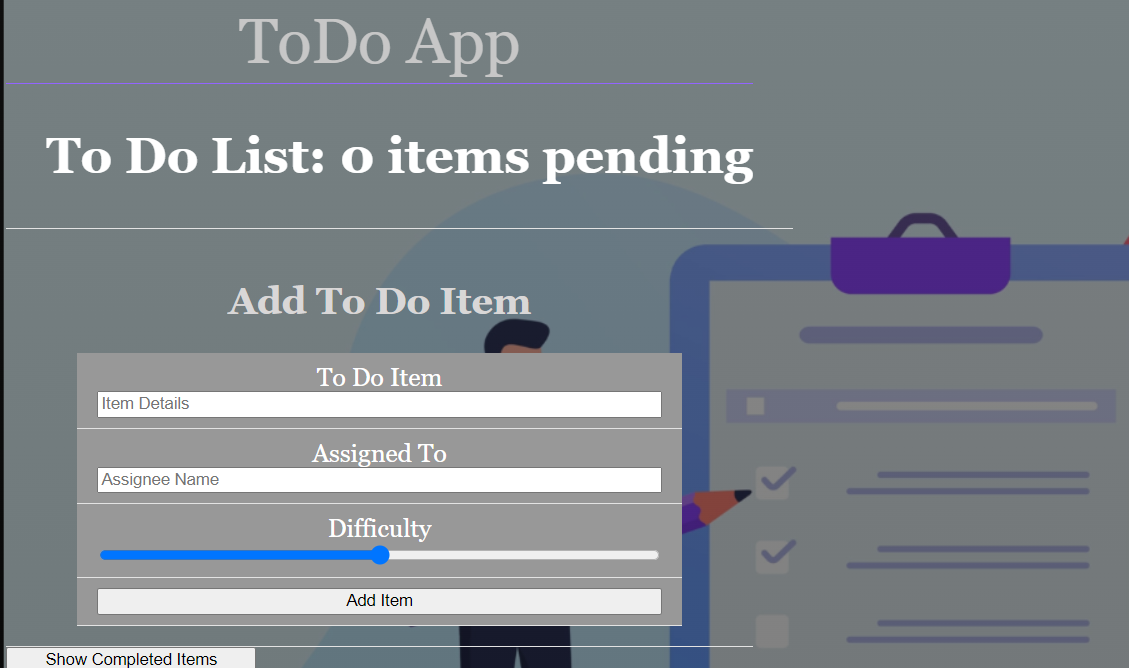 ToDo App
To Do List: 0 items pending
Add To Do Item
To Do Item
Item Details
Assigned To
Assignee Name
Difficulty
Add Item
Show Completed Items